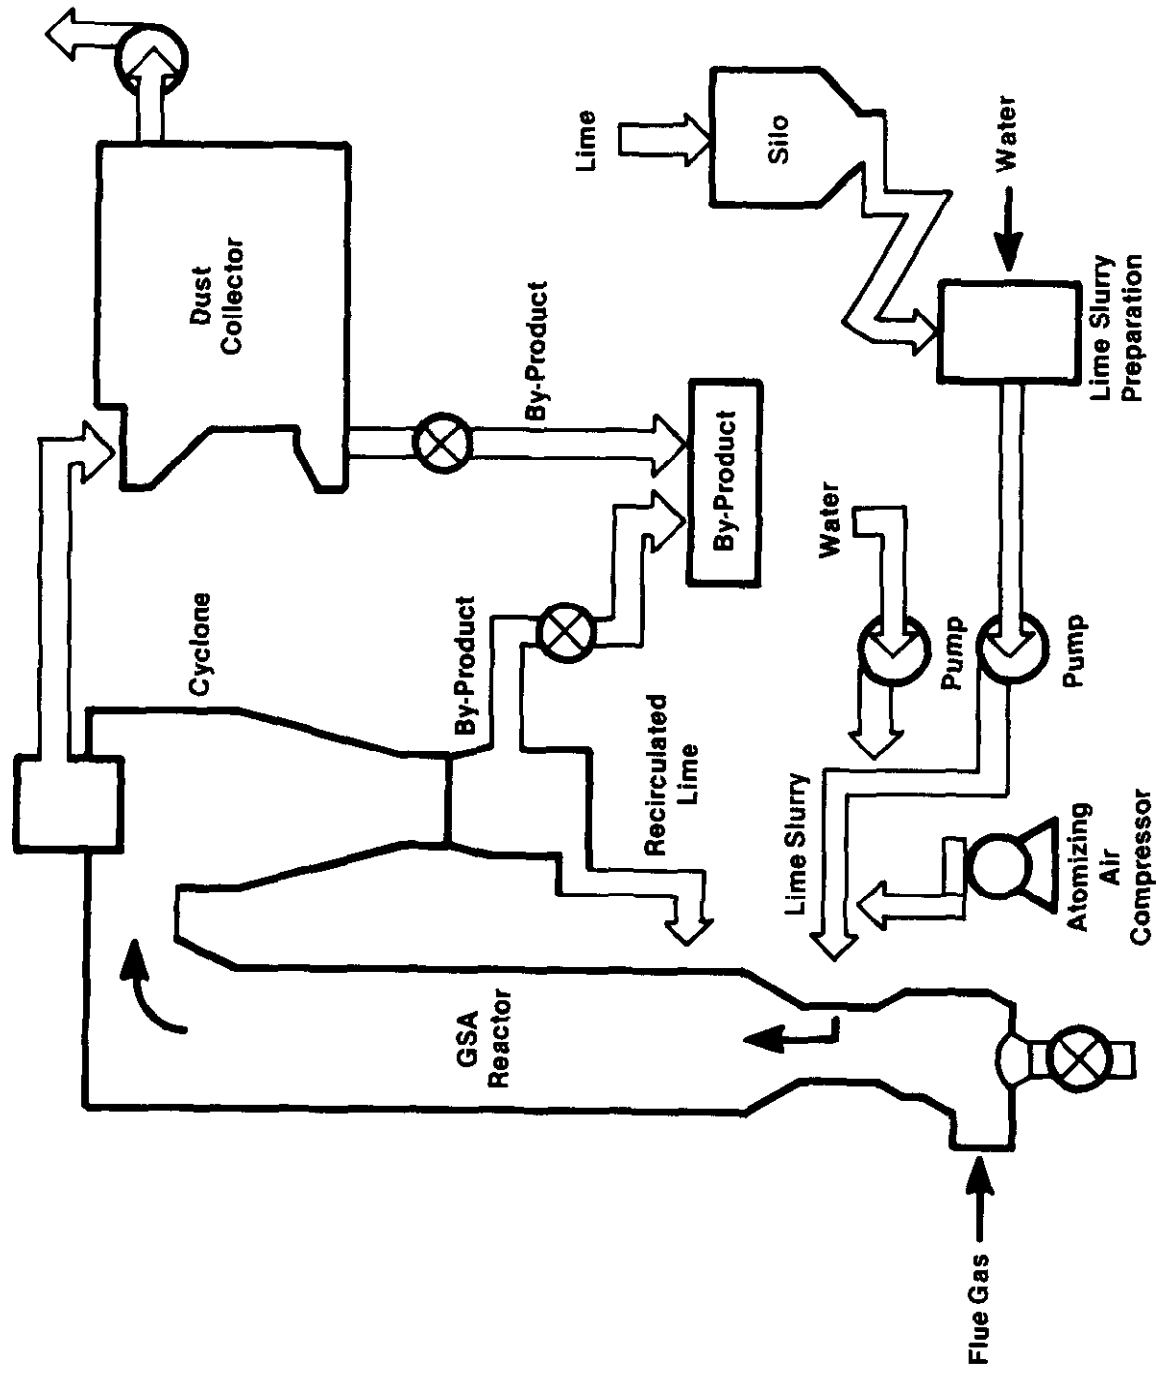 Cyclone
Dust
Collector
GSA
Reactor
By-Product
By-Product
Lime
Recirculated
Lime
By-Product
Silo
Lime Slurry
Water
Pump
Flue Gas
Water
Atomizing
Air
Compressor
Pump
Lime Slurry
Preparation